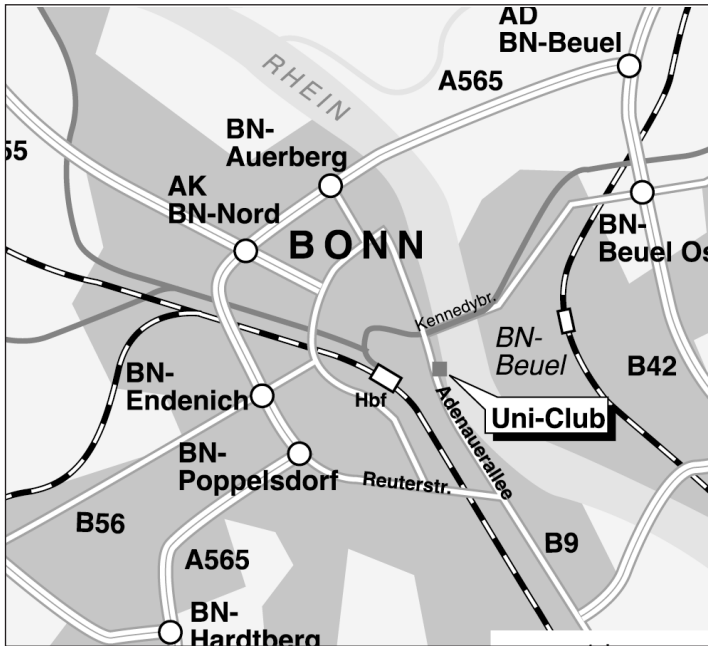 AD
BN-Beuel
RHEIN
A565
BN-
Auerberg
55
AK
BN-Nord
BONN
BN-
Beuel Os
Kennedybr.
BN-
Beuel
B42
BN-
Endenich
Hbf
Adenauerallee
Uni-Club
BN-
Poppelsdorf
Reuterstr.
B56
B9
A565
BN-
Hardtberg